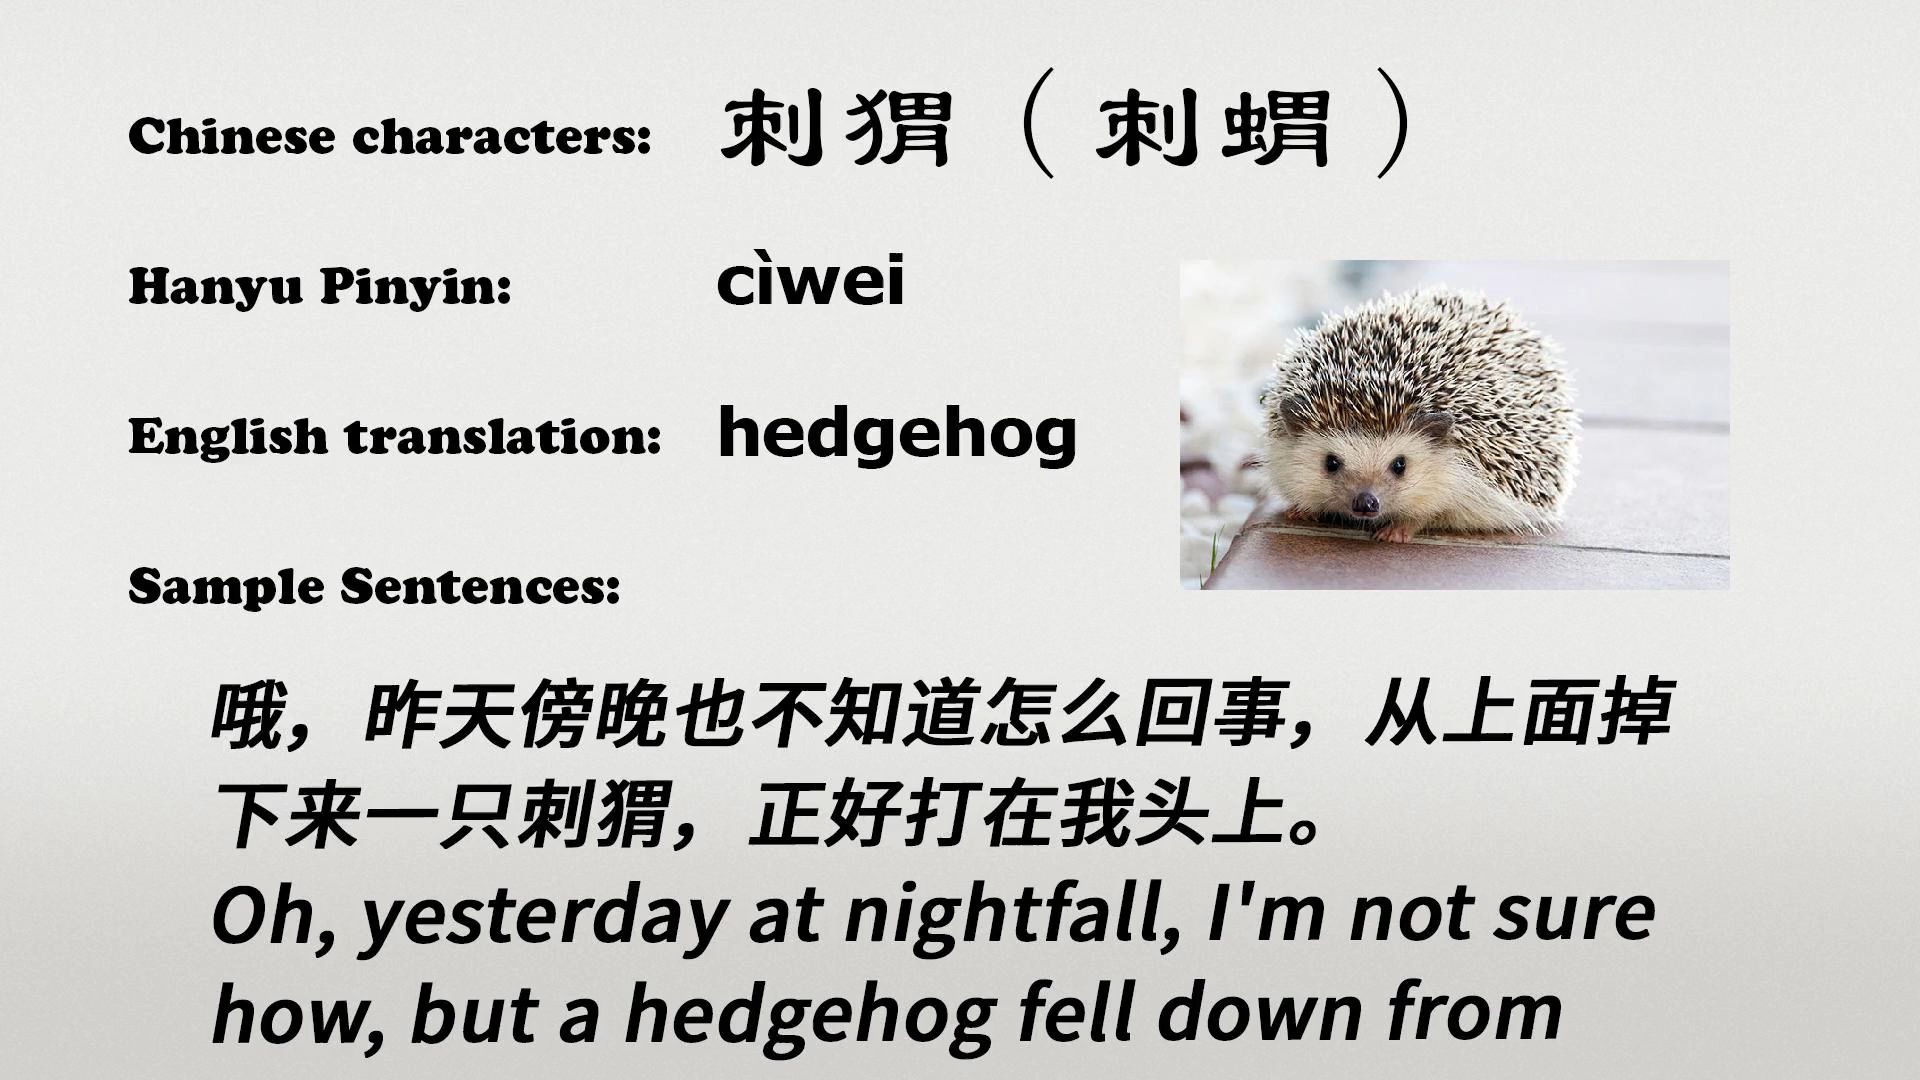 Chinese characters: 刺猬（刺蝟）
Hanyu Pinyin: cìwei
English translation: hedgehog
Sample Sentences:
哦，昨天傍晚也不知道怎么回事，从上面掉
下来一只刺猬，正好打在我头上。
Oh, yesterday at nightfall, I'm not sure
how, but a hedgehog fell down from